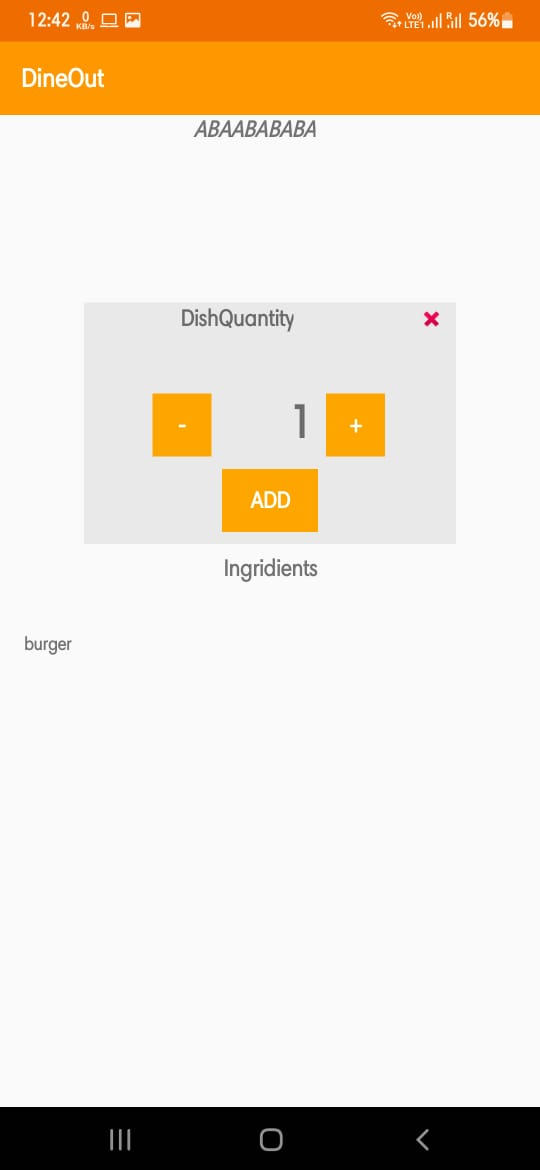 12:42 0 KB/s Vo) LTE1 R 56%
DineOut
ABAABABABA
DishQuantity
- 1 +
ADD
Ingridients
burger